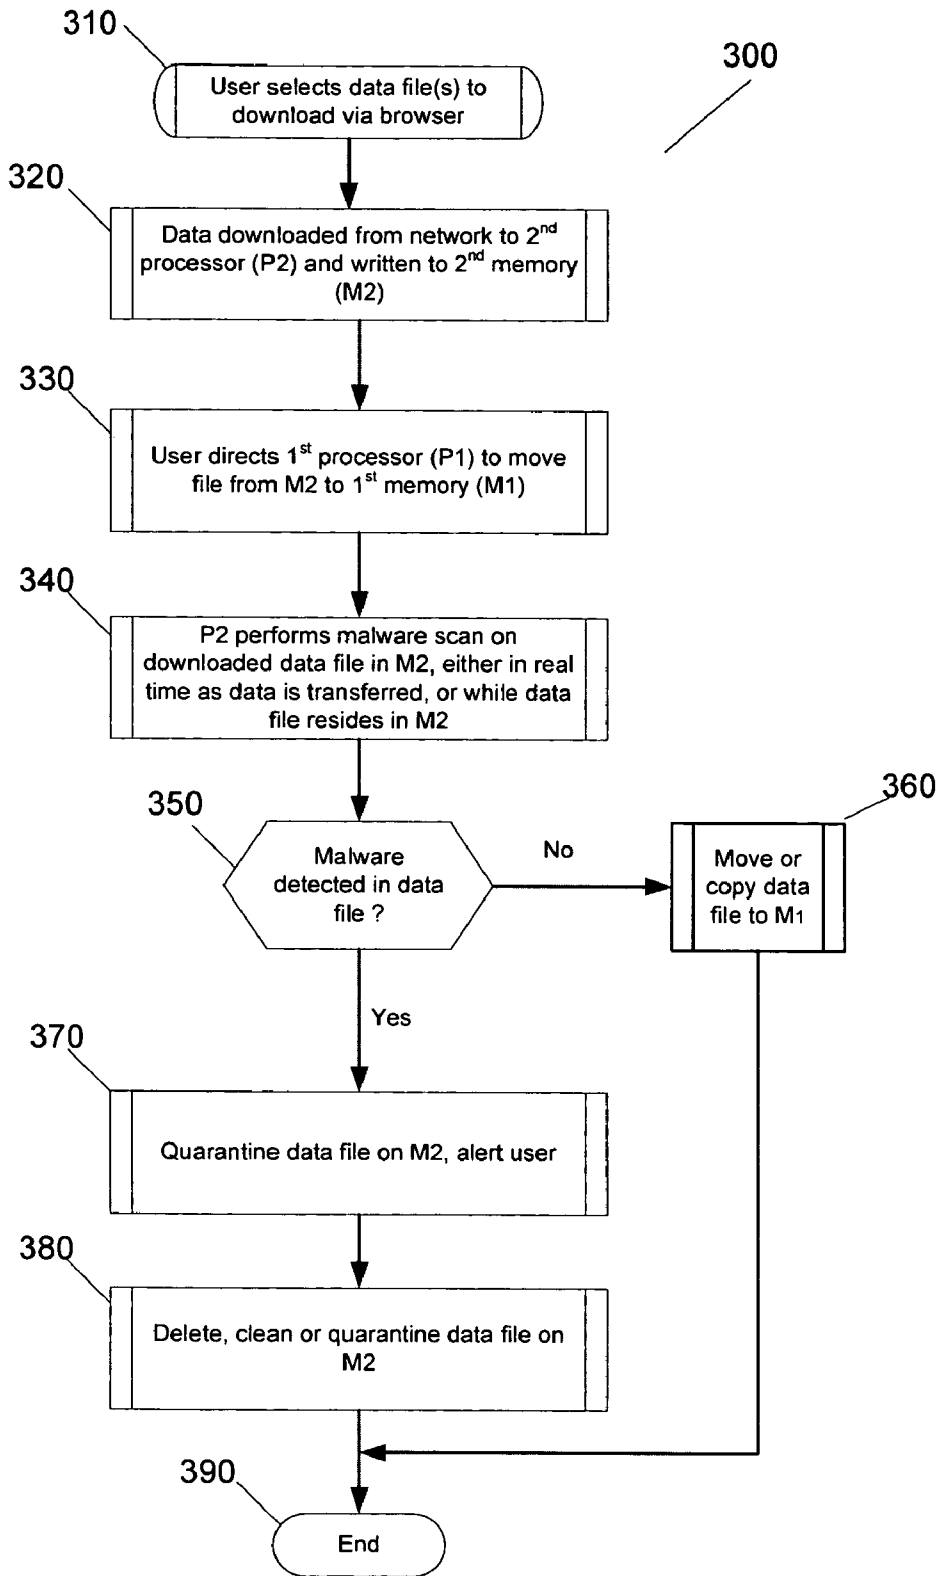 310
300
User selects data file(s) to
download via browser
320
Data downloaded from network to 2nd
processor (P2) and written to 2nd memory
(M2)
330
User directs 1st processor (P1) to move
file from M2 to 1st memory (M1)
340
P2 performs malware scan on
downloaded data file in M2, either in real
time as data is transferred, or while data
file resides in M2
350
360
Malware
detected in data
file ?
No
Move or
copy data
file to M1
Yes
370
Quarantine data file on M2, alert user
380
Delete, clean or quarantine data file on
M2
390
End